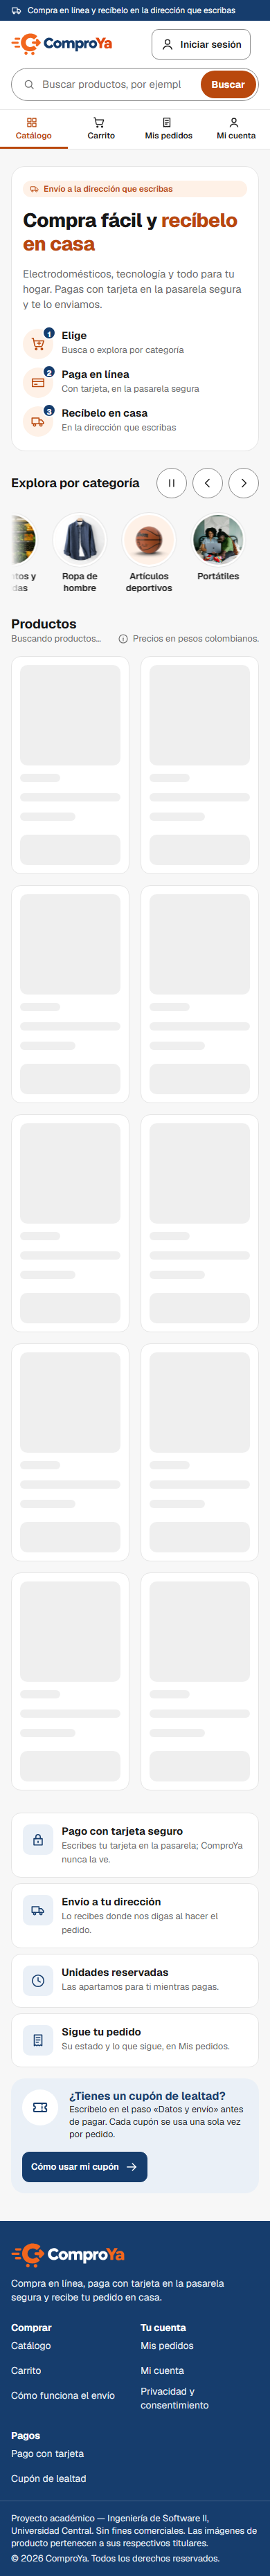 Compra en línea y recíbelo en la dirección que escribas
ComproYa
Iniciar sesión
Buscar productos, por ejempl
Buscar
Catálogo
Carrito
Mis pedidos
Mi cuenta
Envío a la dirección que escribas
Compra fácil y recíbelo
en casa
Electrodomésticos, tecnología y todo para tu
hogar. Pagas con tarjeta en la pasarela segura
y te lo enviamos.
1
Elige
Busca o explora por categoría
2
Paga en línea
Con tarjeta, en la pasarela segura
3
Recíbelo en casa
En la dirección que escribas
Explora por categoría
Ropa de
hombre
Artículos
deportivos
Portátiles
Productos
Buscando productos...
Precios en pesos colombianos.
Pago con tarjeta seguro
Escribes tu tarjeta en la pasarela; ComproYa
nunca la ve.
Envío a tu dirección
Lo recibes donde nos digas al hacer el
pedido.
Unidades reservadas
Las apartamos para ti mientras pagas.
Sigue tu pedido
Su estado y lo que sigue, en Mis pedidos.
¿Tienes un cupón de lealtad?
Escríbelo en el paso «Datos y envío» antes
de pagar. Cada cupón se usa una sola vez
por pedido.
Cómo usar mi cupón
ComproYa
Compra en línea, paga con tarjeta en la pasarela
segura y recibe tu pedido en casa.
Comprar
Catálogo
Carrito
Cómo funciona el envío
Tu cuenta
Mis pedidos
Mi cuenta
Privacidad y
consentimiento
Pagos
Pago con tarjeta
Cupón de lealtad
Proyecto académico — Ingeniería de Software II,
Universidad Central. Sin fines comerciales. Las imágenes de
producto pertenecen a sus respectivos titulares.
© 2026 ComproYa. Todos los derechos reservados.